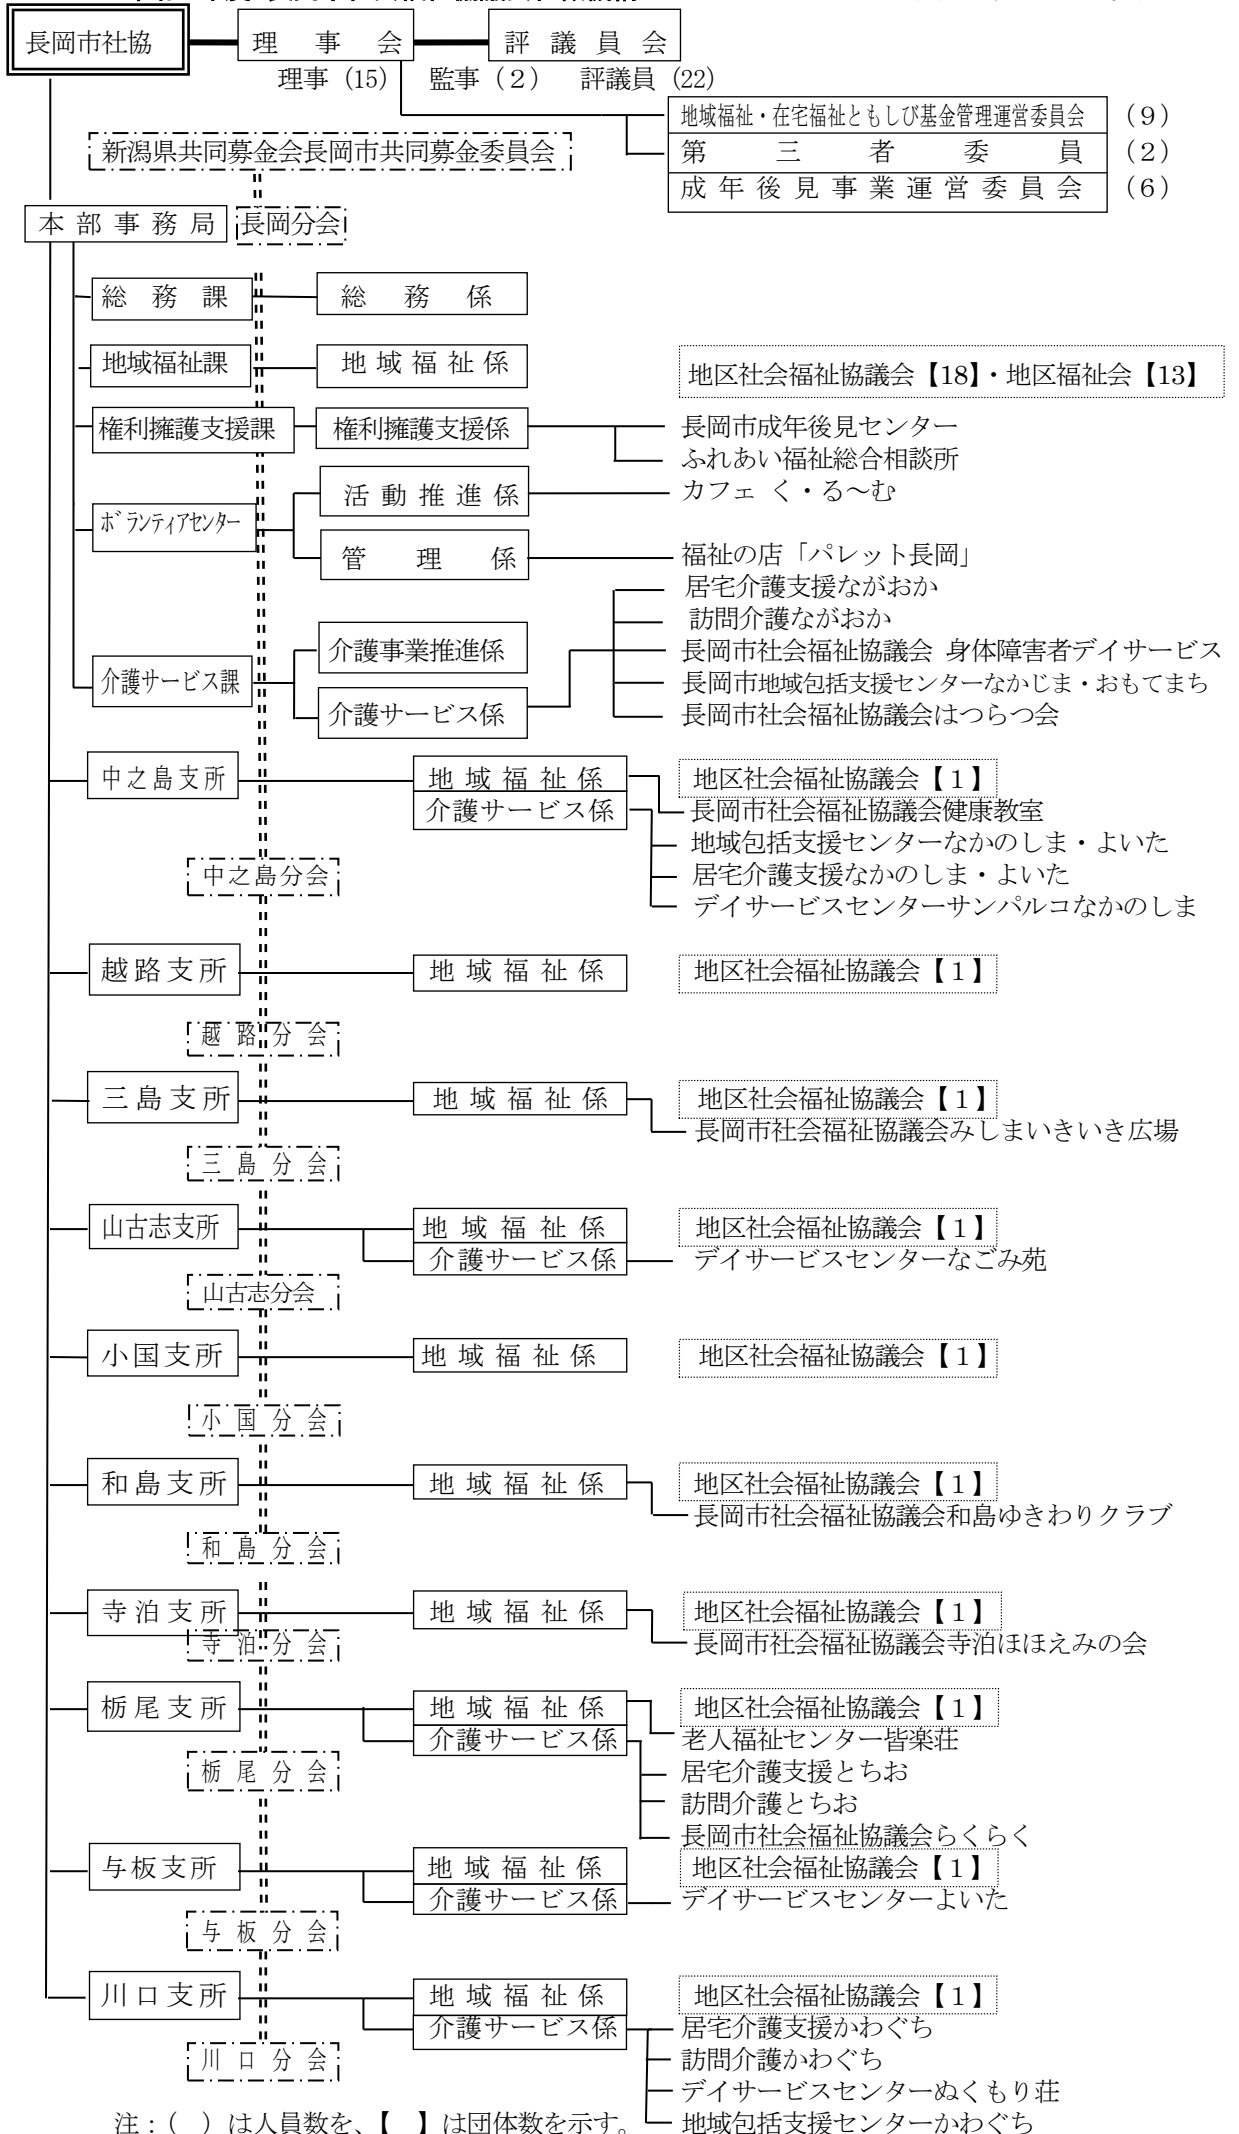 長岡市社協 理事会 評議員会
理事（15） 監事（２） 評議員（22）
地域福祉・在宅福祉ともしび基金管理運営委員会 （９）
新潟県共同募金会長岡市共同募金委員会 第三者委員 （２）
成年後見事業運営委員会 （６）
本部事務局 長岡分会
総務課 総務係
地域福祉課 地域福祉係 地区社会福祉協議会【18】・地区福祉会【13】
権利擁護支援課 権利擁護支援係 長岡市成年後見センター
ふれあい福祉総合相談所
活動推進係 カフェ く・る～む
ボランティアセンター
管理係 福祉の店「パレット長岡」
居宅介護支援ながおか
訪問介護ながおか
介護事業推進係 長岡市社会福祉協議会 身体障害者デイサービス
介護サービス課 長岡市地域包括支援センターなかじま・おもてまち
介護サービス係 長岡市社会福祉協議会はつらつ会
中之島支所 地域福祉係 地区社会福祉協議会【１】
介護サービス係 長岡市社会福祉協議会健康教室
地域包括支援センターなかのしま・よいた
中之島分会 居宅介護支援なかのしま・よいた
デイサービスセンターサンパルコなかのしま
越路支所 地域福祉係 地区社会福祉協議会【１】
越路分会
三島支所 地域福祉係 地区社会福祉協議会【１】
長岡市社会福祉協議会みしまいきいき広場
三島分会
山古志支所 地域福祉係 地区社会福祉協議会【１】
介護サービス係 デイサービスセンターなごみ苑
山古志分会
小国支所 地域福祉係 地区社会福祉協議会【１】
小国分会
和島支所 地域福祉係 地区社会福祉協議会【１】
長岡市社会福祉協議会和島ゆきわりクラブ
和島分会
寺泊支所 地域福祉係 地区社会福祉協議会【１】
寺泊分会 長岡市社会福祉協議会寺泊ほほえみの会
栃尾支所 地域福祉係 地区社会福祉協議会【１】
介護サービス係 老人福祉センター皆楽荘
栃尾分会 居宅介護支援とちお
訪問介護とちお
長岡市社会福祉協議会らくらく
与板支所 地域福祉係 地区社会福祉協議会【１】
介護サービス係 デイサービスセンターよいた
与板分会
川口支所 地域福祉係 地区社会福祉協議会【１】
介護サービス係 居宅介護支援かわぐち
川口分会 訪問介護かわぐち
デイサービスセンターぬくもり荘
注：（ ）は人員数を、【 】は団体数を示す。 地域包括支援センターかわぐち